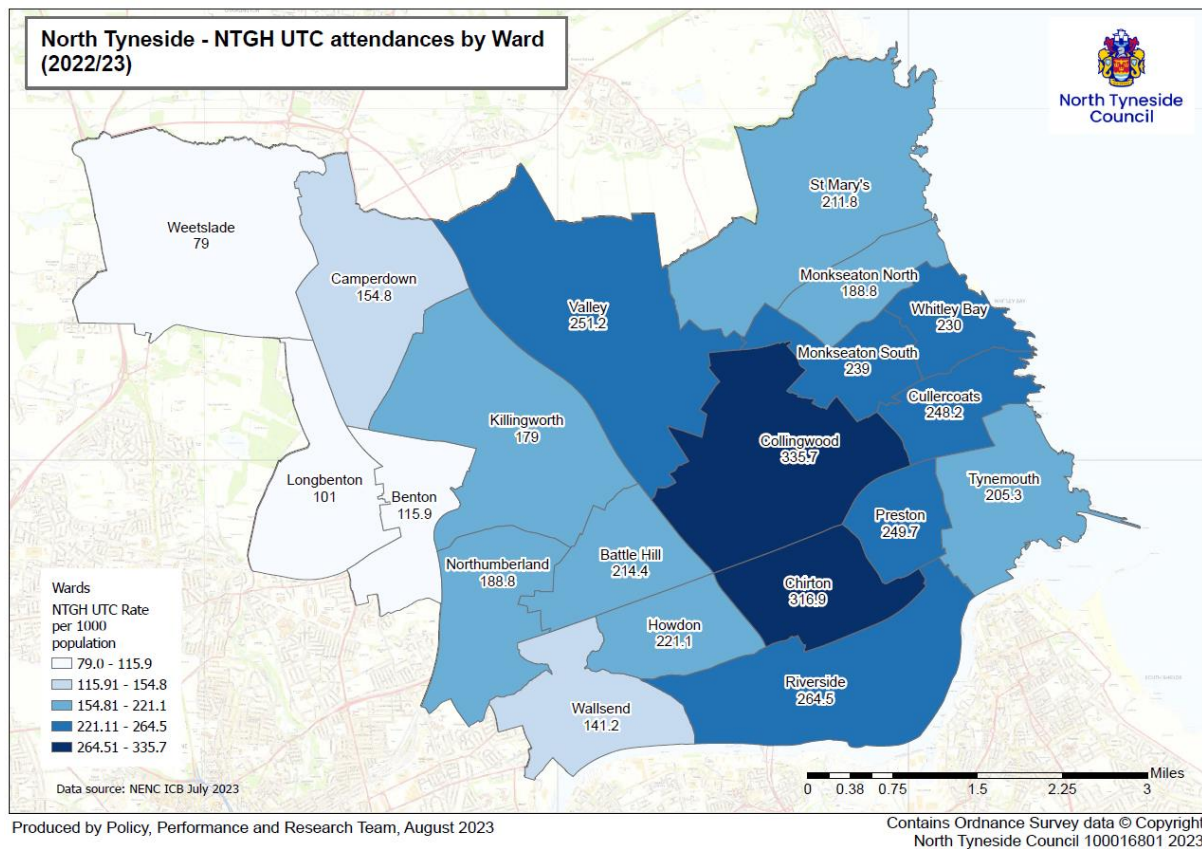 North Tyneside - NTGH UTC attendances by Ward
(2022/23)
North Tyneside
Council
St Mary's
211.8
Weetslade
79
Camperdown
154.8
Monkseaton North
188.8
Valley
251.2
Whitley Bay
230
Monkseaton South
239
Cullercoats
248.2
Killingworth
179
Collingwood
335.7
Longbenton
101
Benton
115.9
Tynemouth
205.3
Preston
249.7
Northumberland
188.8
Battle Hill
214.4
Chirton
316.9
Howdon
221.1
Riverside
264.5
Wallsend
141.2
Wards
NTGH UTC Rate
per 1000
population
79.0 - 115.9
115.91 - 154.8
154.81 - 221.1
221.11 - 264.5
264.51 - 335.7
Data source: NENC ICB July 2023
Miles
0 0.38 0.75 1.5 2.25 3
Produced by Policy, Performance and Research Team, August 2023
Contains Ordnance Survey data © Copyright
North Tyneside Council 100016801 2023